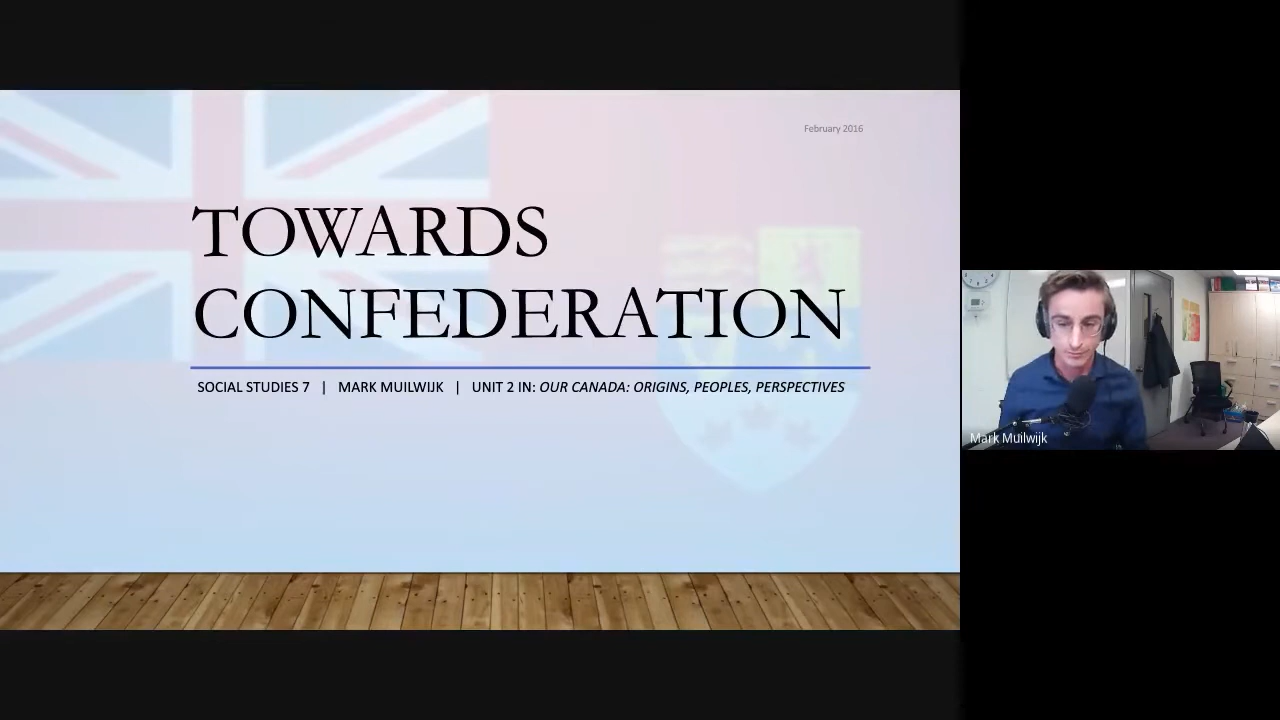 February 2016
TOWARDS
CONFEDERATION
SOCIAL STUDIES 7 | MARK MUILWIJK | UNIT 2 IN: OUR CANADA: ORIGINS, PEOPLES, PERSPECTIVES
Mark Muilwijk